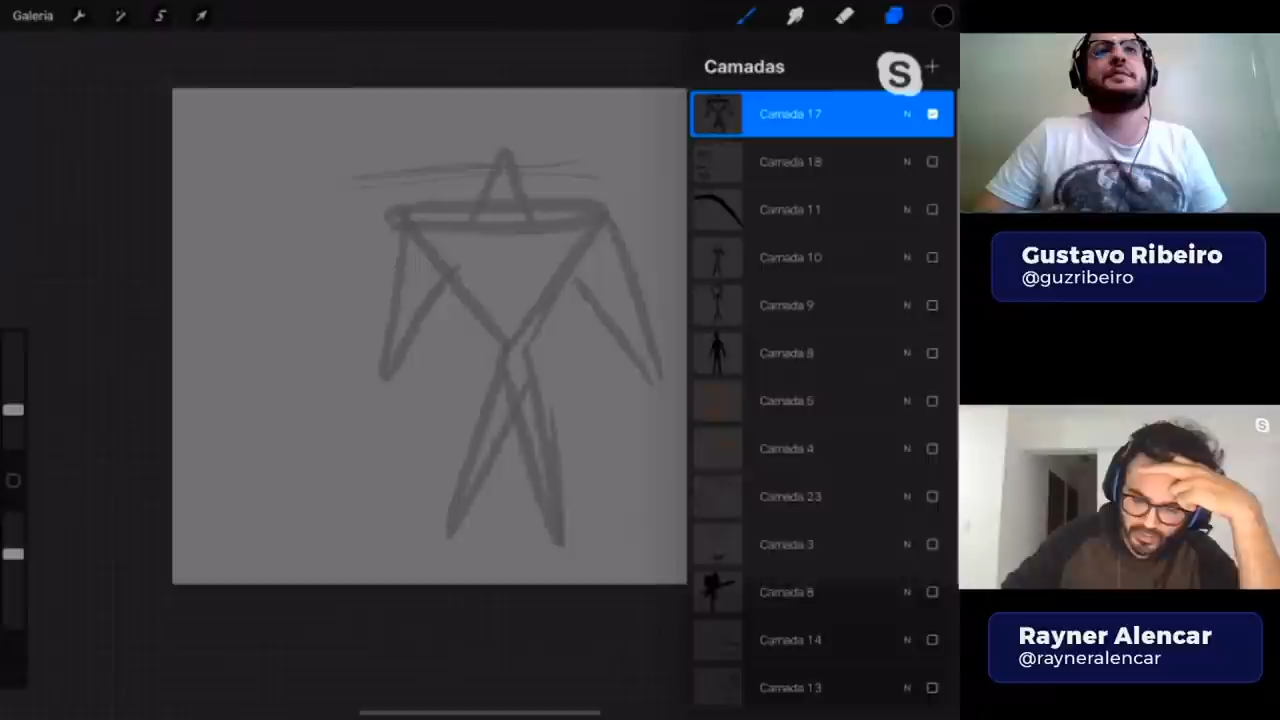 Galeria
Camadas
S
Camada 17 N
Camada 18 N
Camada 11 N
Camada 10 N
Camada 9 N
Camada 8 N
Camada 5 N
Camada 4 N
Camada 23 N
Camada 3 N
Camada 6 N
Camada 14 N
Camada 13 N
Gustavo Ribeiro
@guzribeiro
Rayner Alencar
@rayneralencar